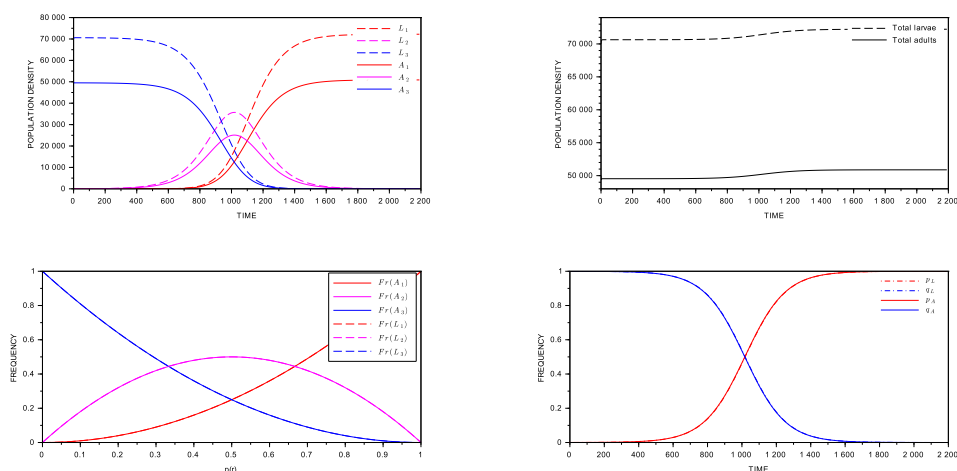 80 000
70 000
60 000
50 000
40 000
30 000
20 000
10 000
0
POPULATION DENSITY
L1
L2
L3
A1
A2
A3
0 200 400 600 800 1 000 1 200 1 400 1 600 1 800 2 000 2 200
TIME
70 000
65 000
60 000
55 000
50 000
POPULATION DENSITY
Total larvae
Total adults
0 200 400 600 800 1 000 1 200 1 400 1 600 1 800 2 000 2 200
TIME
1
0.8
0.6
0.4
0.2
0
FREQUENCY
Fr(A1)
Fr(A2)
Fr(A3)
Fr(L1)
Fr(L2)
Fr(L3)
0 0.1 0.2 0.3 0.4 0.5 0.6 0.7 0.8 0.9 1
p(t)
1
0.8
0.6
0.4
0.2
0
FREQUENCY
pL
qL
pA
qA
0 200 400 600 800 1 000 1 200 1 400 1 600 1 800 2 000 2 200
TIME